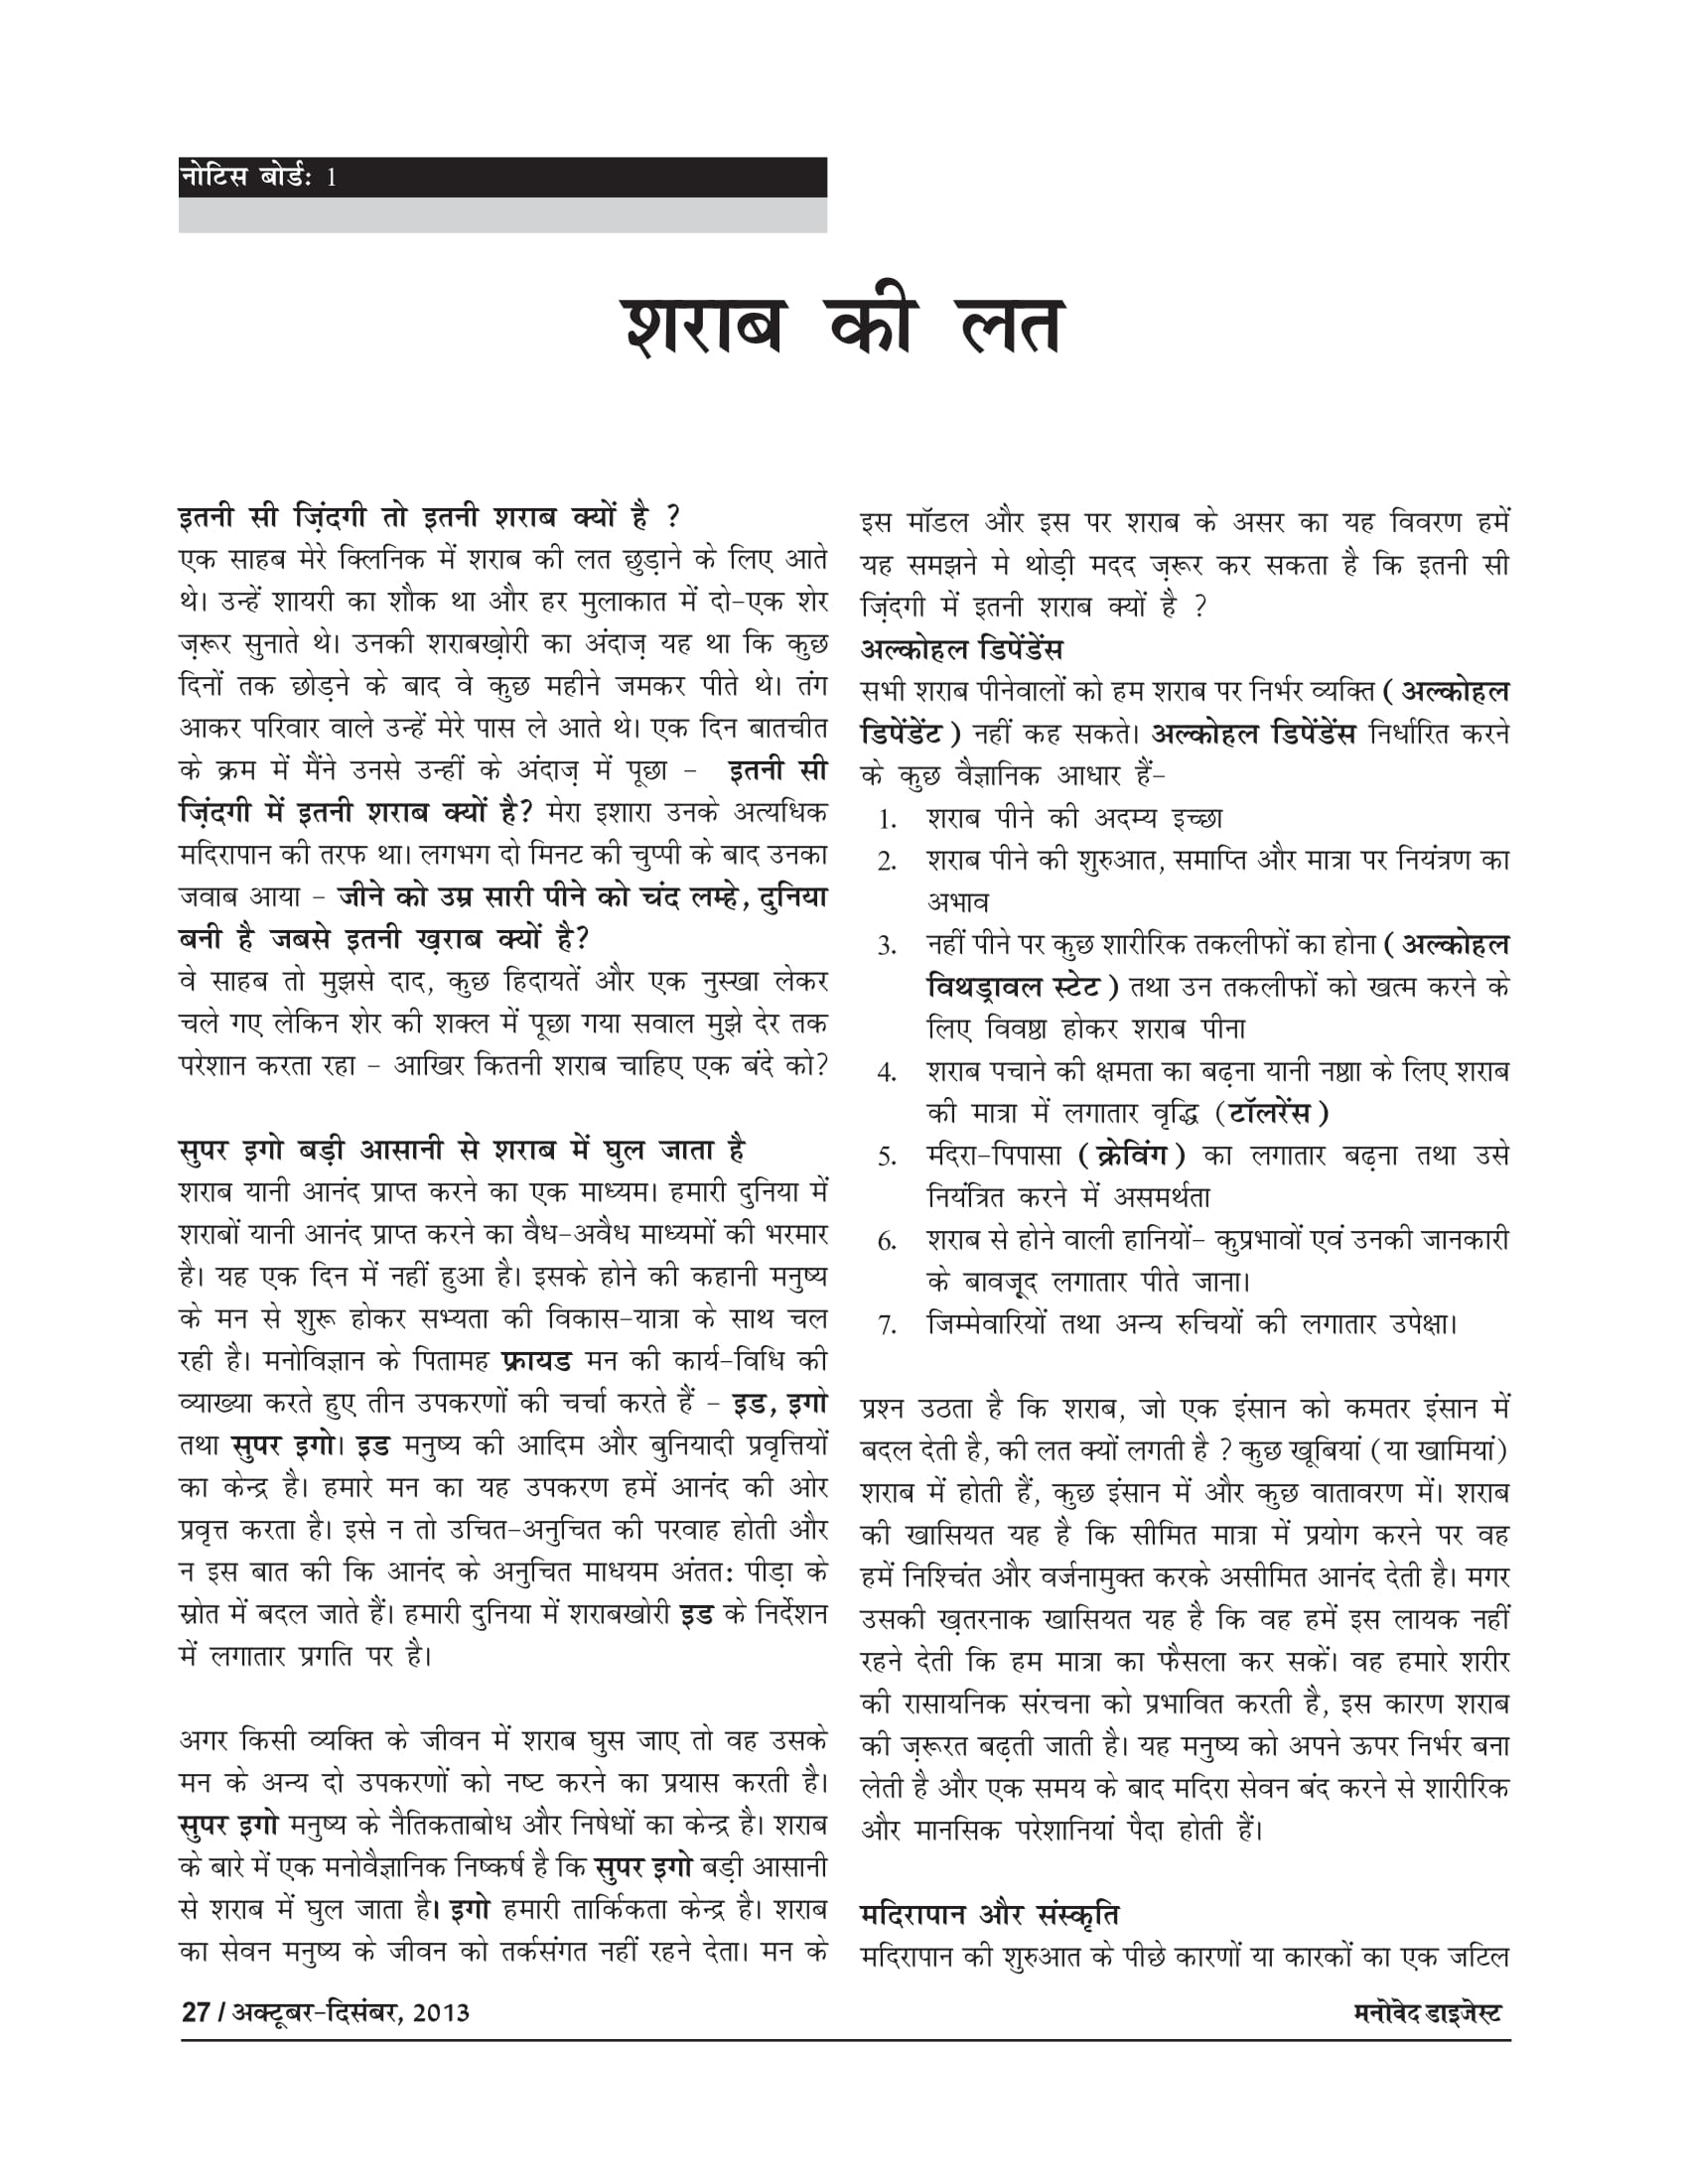 नोटिस बोर्ड: 1
शराब की लत
इतनी सी ज़िंदगी तो इतनी शराब क्यों है ?
एक साहब मेरे क्लिनिक में शराब की लत छुड़ाने के लिए आते
थे। उन्हें शायरी का शौक था और हर मुलाकात में दो-एक शेर
ज़रूर सुनाते थे। उनकी शराबख़ोरी का अंदाज़ यह था कि कुछ
दिनों तक छोड़ने के बाद वे कुछ महीने जमकर पीते थे। तंग
आकर परिवार वाले उन्हें मेरे पास ले आते थे। एक दिन बातचीत
के क्रम में मैंने उनसे उन्हीं के अंदाज़ में पूछा - इतनी सी
ज़िंदगी में इतनी शराब क्यों है? मेरा इशारा उनके अत्यधिक
मदिरापान की तरफ था। लगभग दो मिनट की चुप्पी के बाद उनका
जवाब आया - जीने को उम्र सारी पीने को चंद लम्हे, दुनिया
बनी है जबसे इतनी ख़राब क्यों है?
वे साहब तो मुझसे दाद, कुछ हिदायतें और एक नुस्खा लेकर
चले गए लेकिन शेर की शक्ल में पूछा गया सवाल मुझे देर तक
परेशान करता रहा - आखिर कितनी शराब चाहिए एक बंदे को?
सुपर इगो बड़ी आसानी से शराब में घुल जाता है
शराब यानी आनंद प्राप्त करने का एक माध्यम। हमारी दुनिया में
शराबों यानी आनंद प्राप्त करने का वैध-अवैध माध्यमों की भरमार
है। यह एक दिन में नहीं हुआ है। इसके होने की कहानी मनुष्य
के मन से शुरू होकर सभ्यता की विकास-यात्रा के साथ चल
रही है। मनोविज्ञान के पितामह फ्रायड मन की कार्य-विधि की
व्याख्या करते हुए तीन उपकरणों की चर्चा करते हैं - इड, इगो
तथा सुपर इगो। इड मनुष्य की आदिम और बुनियादी प्रवृत्तियों
का केन्द्र है। हमारे मन का यह उपकरण हमें आनंद की ओर
प्रवृत्त करता है। इसे न तो उचित-अनुचित की परवाह होती और
न इस बात की कि आनंद के अनुचित माधयम अंतत: पीड़ा के
स्रोत में बदल जाते हैं। हमारी दुनिया में शराबखोरी इड के निर्देशन
में लगातार प्रगति पर है।
अगर किसी व्यक्ति के जीवन में शराब घुस जाए तो वह उसके
मन के अन्य दो उपकरणों को नष्ट करने का प्रयास करती है।
सुपर इगो मनुष्य के नैतिकताबोध और निषेधों का केन्द्र है। शराब
के बारे में एक मनोवैज्ञानिक निष्कर्ष है कि सुपर इगो बड़ी आसानी
से शराब में घुल जाता है। इगो हमारी तार्किकता केन्द्र है। शराब
का सेवन मनुष्य के जीवन को तर्कसंगत नहीं रहने देता। मन के
इस मॉडल और इस पर शराब के असर का यह विवरण हमें
यह समझने मे थोड़ी मदद ज़रूर कर सकता है कि इतनी सी
ज़िंदगी में इतनी शराब क्यों है ?
अल्कोहल डिपेंडेंस
सभी शराब पीनेवालों को हम शराब पर निर्भर व्यक्ति ( अल्कोहल
डिपेंडेंट ) नहीं कह सकते। अल्कोहल डिपेंडेंस निर्धारित करने
के कुछ वैज्ञानिक आधार हैं-
1. शराब पीने की अदम्य इच्छा
2. शराब पीने की शुरुआत, समाप्ति और मात्रा पर नियंत्रण का
अभाव
3. नहीं पीने पर कुछ शारीरिक तकलीफों का होना ( अल्कोहल
विथड्रावल स्टेट ) तथा उन तकलीफों को खत्म करने के
लिए विवष्ठा होकर शराब पीना
4. शराब पचाने की क्षमता का बढ़ना यानी नष्ठाा के लिए शराब
की मात्रा में लगातार वृद्धि (टॉलरेंस )
5. मदिरा-पिपासा ( क्रेविंग ) का लगातार बढ़ना तथा उसे
नियंत्रित करने में असमर्थता
6. शराब से होने वाली हानियों- कुप्रभावों एवं उनकी जानकारी
के बावजूद लगातार पीते जाना।
7. जिम्मेवारियों तथा अन्य रुचियों की लगातार उपेक्षा।
प्रश्न उठता है कि शराब, जो एक इंसान को कमतर इंसान में
बदल देती है, की लत क्यों लगती है ? कुछ खूबियां (या खामियां)
शराब में होती हैं, कुछ इंसान में और कुछ वातावरण में। शराब
की खासियत यह है कि सीमित मात्रा में प्रयोग करने पर वह
हमें निश्चिंत और वर्जनामुक्त करके असीमित आनंद देती है। मगर
उसकी ख़तरनाक खासियत यह है कि वह हमें इस लायक नहीं
रहने देती कि हम मात्रा का फैसला कर सकें। वह हमारे शरीर
की रासायनिक संरचना को प्रभावित करती है, इस कारण शराब
की ज़रूरत बढ़ती जाती है। यह मनुष्य को अपने ऊपर निर्भर बना
लेती है और एक समय के बाद मदिरा सेवन बंद करने से शारीरिक
और मानसिक परेशानियां पैदा होती हैं।
मदिरापान और संस्कृति
मदिरापान की शुरुआत के पीछे कारणों या कारकों का एक जटिल
27 / अक्टूबर-दिसंबर, 2013
मनोवेद डाइजेस्ट